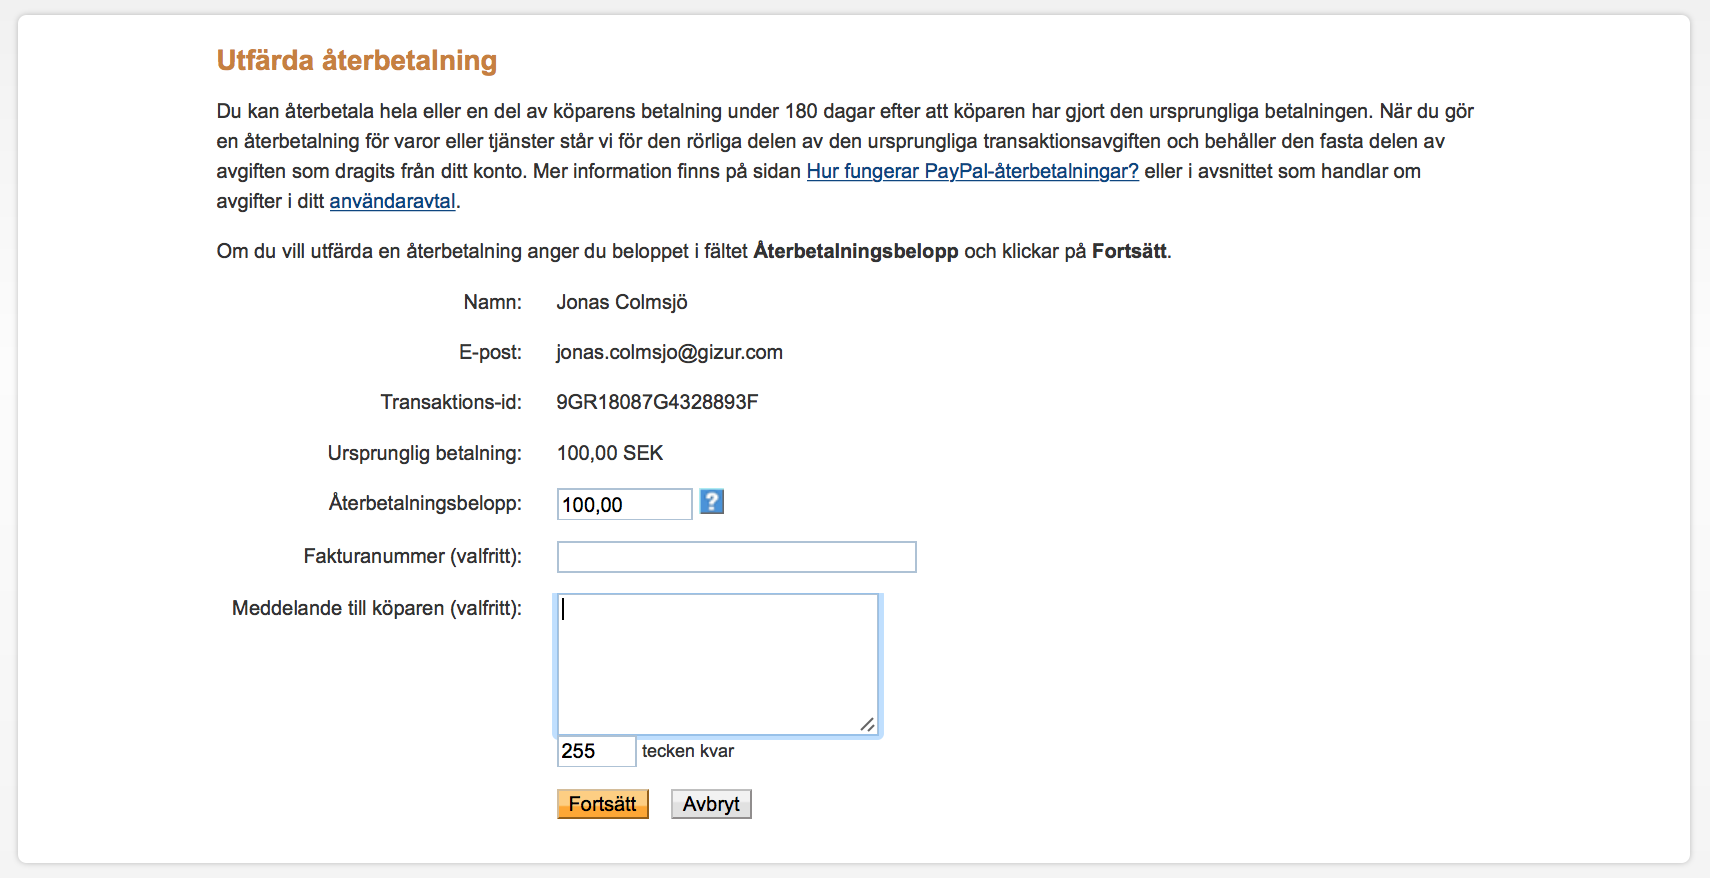 Utfärda återbetalning
Du kan återbetala hela eller en del av köparens betalning under 180 dagar efter att köparen har gjort den ursprungliga betalningen. När du gör
en återbetalning för varor eller tjänster står vi för den rörliga delen av den ursprungliga transaktionsavgiften och behåller den fasta delen av
avgiften som dragits från ditt konto. Mer information finns på sidan Hur fungerar PayPal-återbetalningar? eller i avsnittet som handlar om
avgifter i ditt användaravtal.
Om du vill utfärda en återbetalning anger du beloppet i fältet Återbetalningsbelopp och klickar på Fortsätt.
Namn: Jonas Colmsjö
E-post: jonas.colmsjo@gizur.com
Transaktions-id: 9GR18087G4328893F
Ursprunglig betalning: 100,00 SEK
Återbetalningsbelopp: 100,00 ?
Fakturanummer (valfritt):
Meddelande till köparen (valfritt):
255 tecken kvar
Fortsätt Avbryt